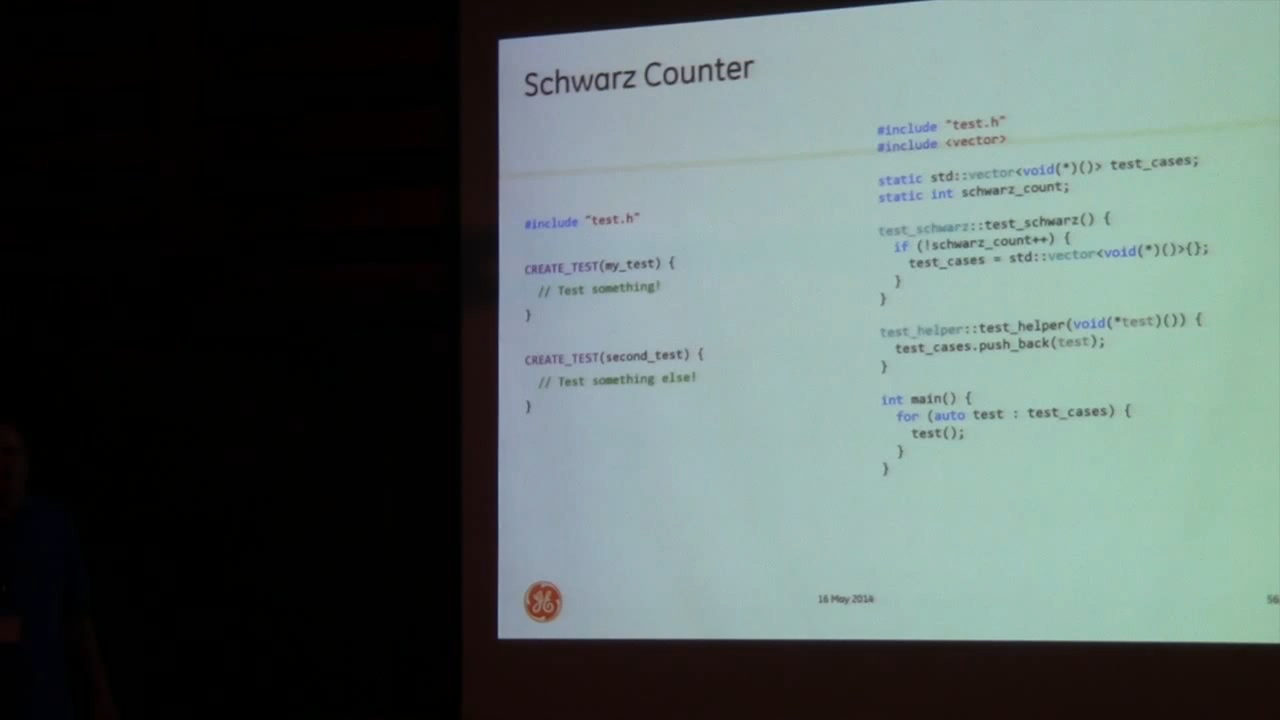 Schwarz Counter
#include "test.h"
CREATE_TEST(my_test) {
// Test something!
}
CREATE_TEST(second_test) {
// Test something else!
}
#include "test.h"
#include <vector>
static std::vector<void(*)()> test_cases;
static int schwarz_count;
test_schwarz::test_schwarz() {
if (!schwarz_count++) {
test_cases = std::vector<void(*)()>{};
}
}
test_helper::test_helper(void(*test)()) {
test_cases.push_back(test);
}
int main() {
for (auto test : test_cases) {
test();
}
}
16 May 2014
56